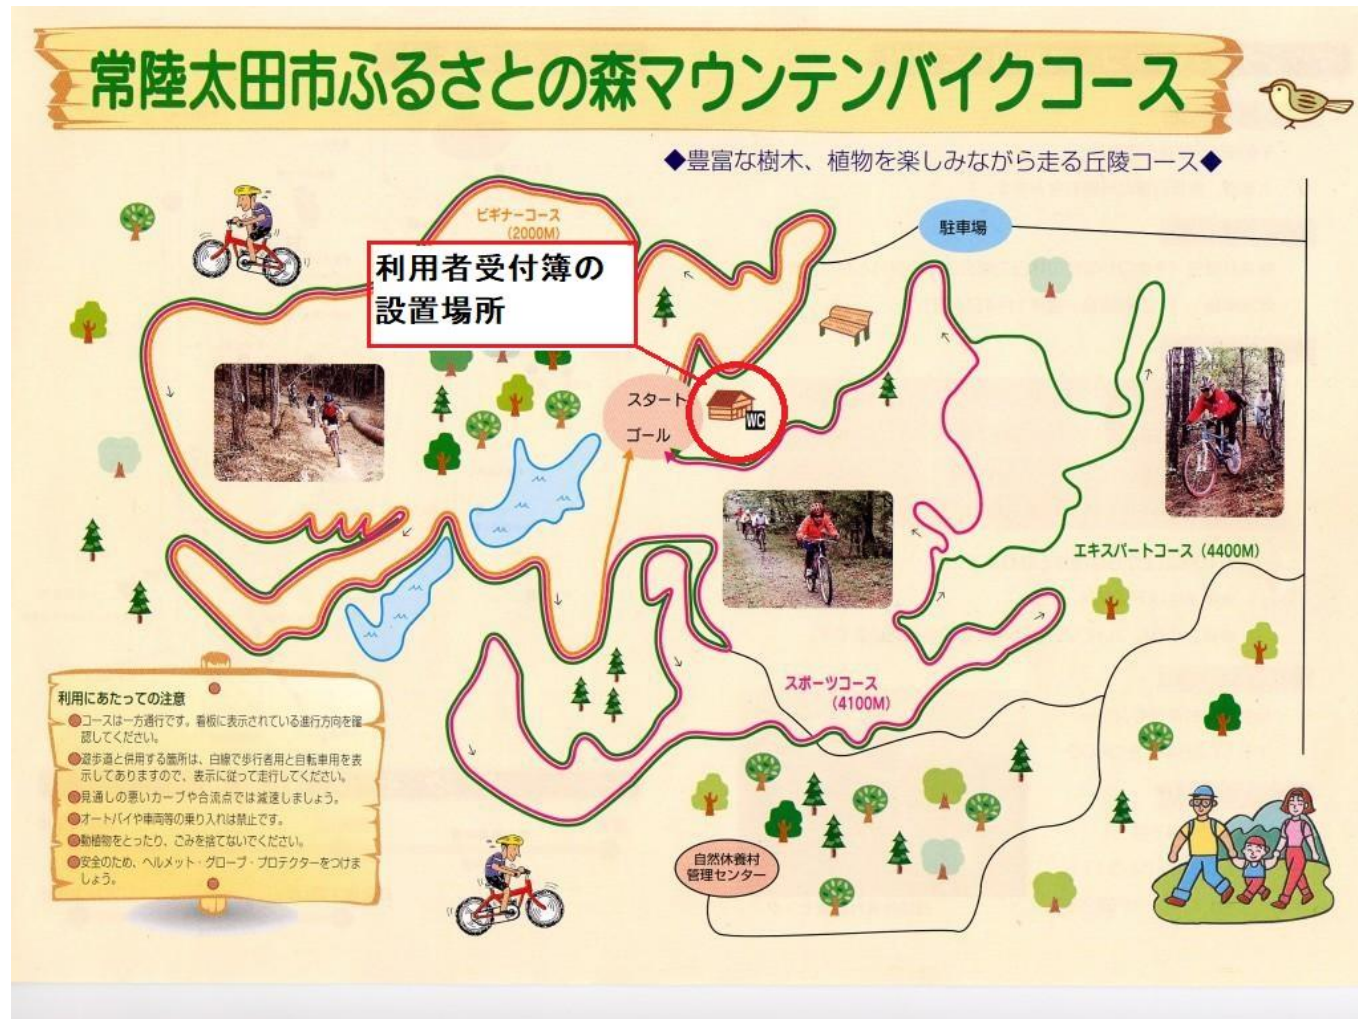 常陸太田市ふるさとの森マウンテンバイクコース
◆豊富な樹木、植物を楽しみながら走る丘陵コース◆
ビギナーコース
(2000M)
駐車場
利用者受付簿の
設置場所
スタート
ゴール
WC
エキスパートコース (4400M)
スポーツコース
(4100M)
利用にあたっての注意
コースは一方通行です。看板に表示されている進行方向を確
認してください。
遊歩道と併用する箇所は、白線で歩行者用と自転車用を表
示してありますので、表示に従って走行してください。
見通しの悪いカーブや合流点では減速しましょう。
オートバイや車両等の乗り入れは禁止です。
動植物をとったり、ごみを捨てないでください。
安全のため、ヘルメット・グローブ・プロテクターをつけま
しょう。
自然休養村
管理センター